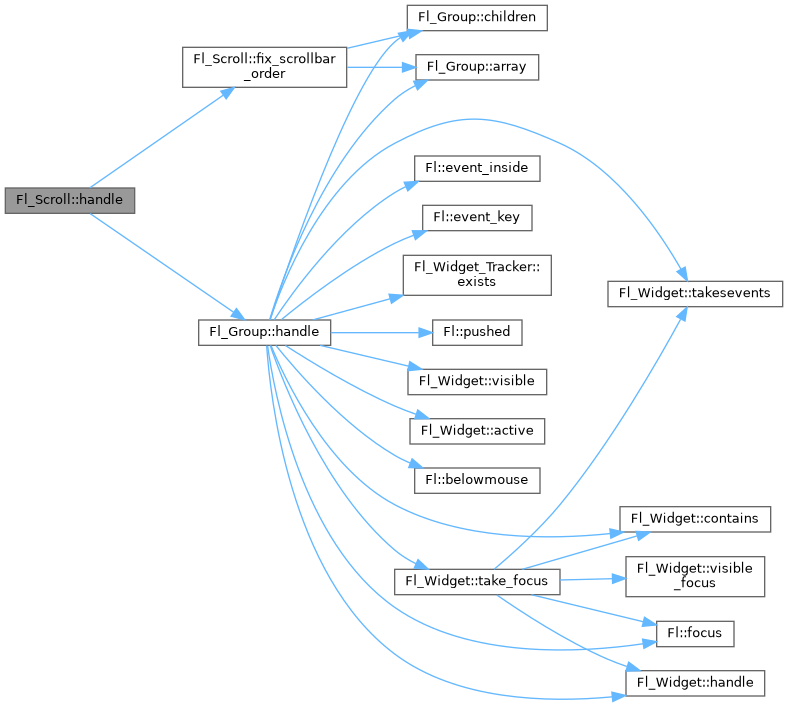 Fl_Group::children
Fl_Scroll::fix_scrollbar
_order
Fl_Group::array
Fl_Scroll::handle
Fl::event_inside
Fl::event_key
Fl_Widget_Tracker::
exists
Fl_Widget::takesevents
Fl_Group::handle
Fl::pushed
Fl_Widget::visible
Fl_Widget::active
Fl::belowmouse
Fl_Widget::contains
Fl_Widget::take_focus
Fl_Widget::visible
_focus
Fl::focus
Fl_Widget::handle